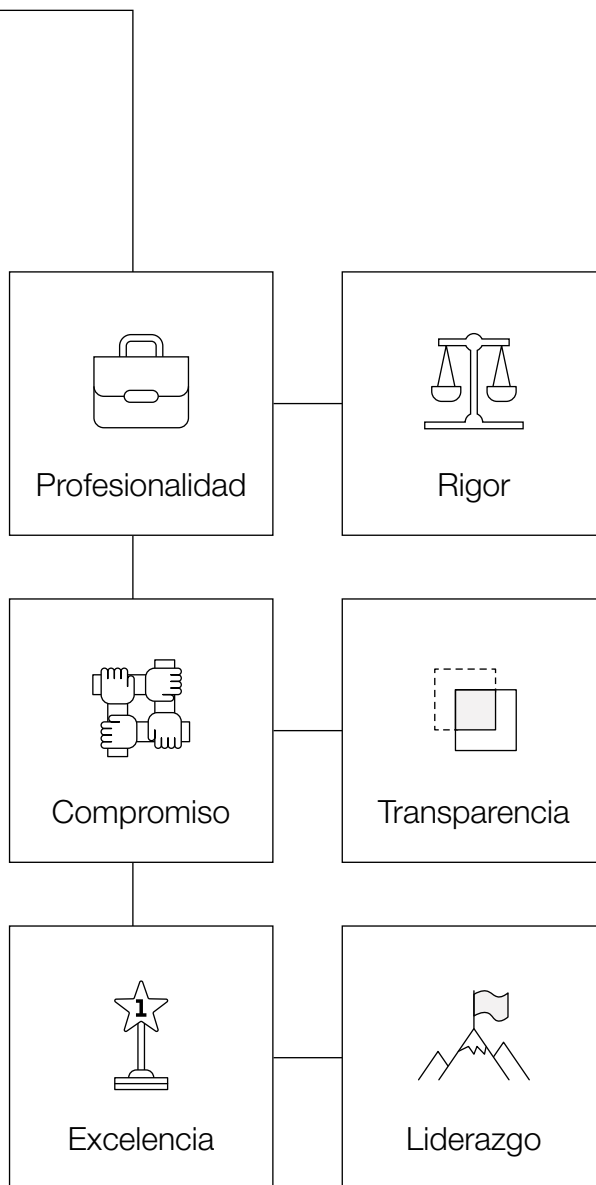 Profesionalidad
Rigor
Compromiso
Transparencia
1
Excelencia
Liderazgo